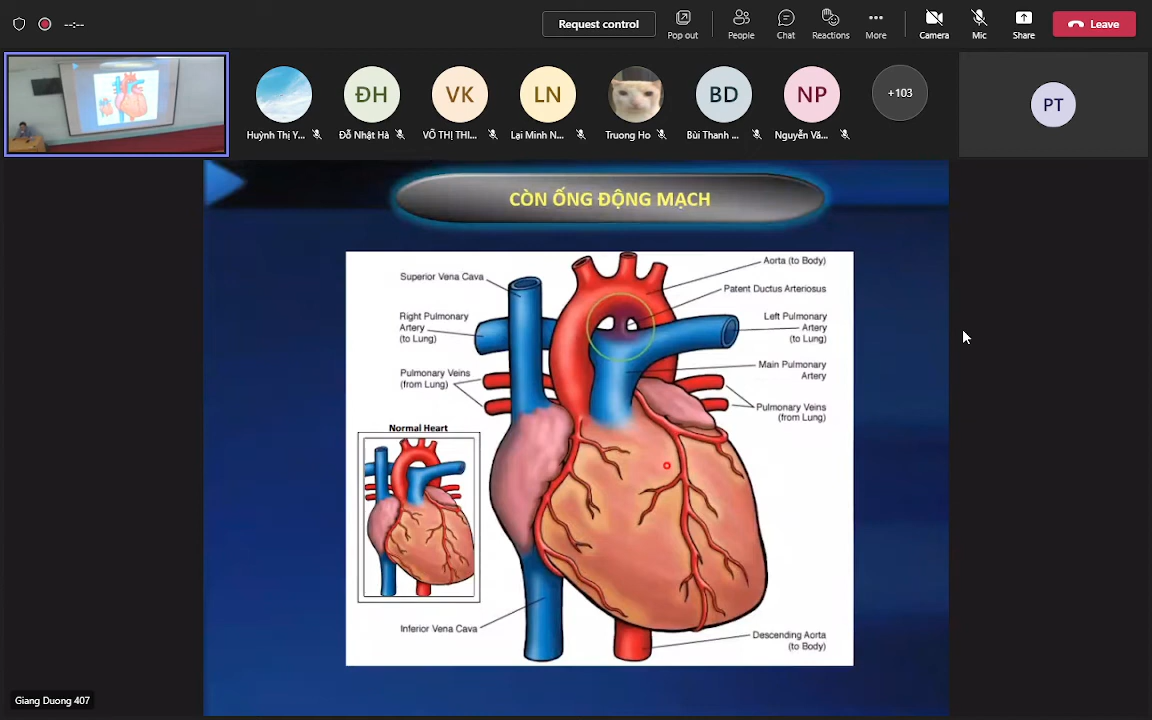 --:--
Request control
Pop out
People
Chat
Reactions
More
Camera
Mic
Share
Leave
ĐH
VK
LN
BD
NP
+103
PT
Huỳnh Thị Y...
Đỗ Nhật Hà
VÕ THỊ THI...
Lại Minh N...
Truong Ho
Bùi Thanh ...
Nguyễn Vă...
CÒN ỐNG ĐỘNG MẠCH
Superior Vena Cava
Right Pulmonary
Artery
(to Lung)
Pulmonary Veins
(from Lung)
Normal Heart
Inferior Vena Cava
Aorta (to Body)
Patent Ductus Arteriosus
Left Pulmonary
Artery
(to Lung)
Main Pulmonary
Artery
Pulmonary Veins
(from Lung)
Descending Aorta
(to Body)
Giang Duong 407